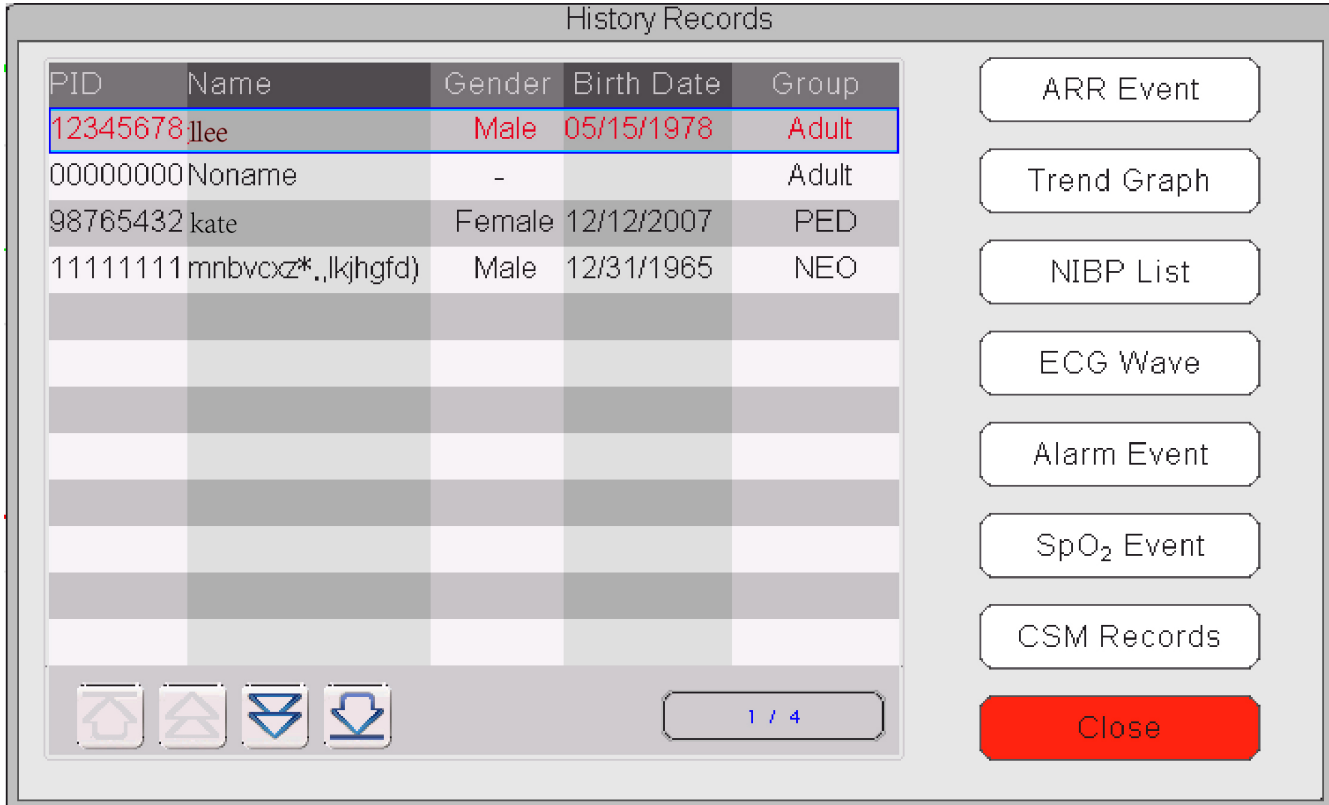 History Records
PID Name Gender Birth Date Group
12345678 llee Male 05/15/1978 Adult
00000000 Noname - Adult
98765432 kate Female 12/12/2007 PED
11111111 mnbvcxz*.,lkjhgfd) Male 12/31/1965 NEO
1 / 4
ARR Event
Trend Graph
NIBP List
ECG Wave
Alarm Event
SpO₂ Event
CSM Records
Close